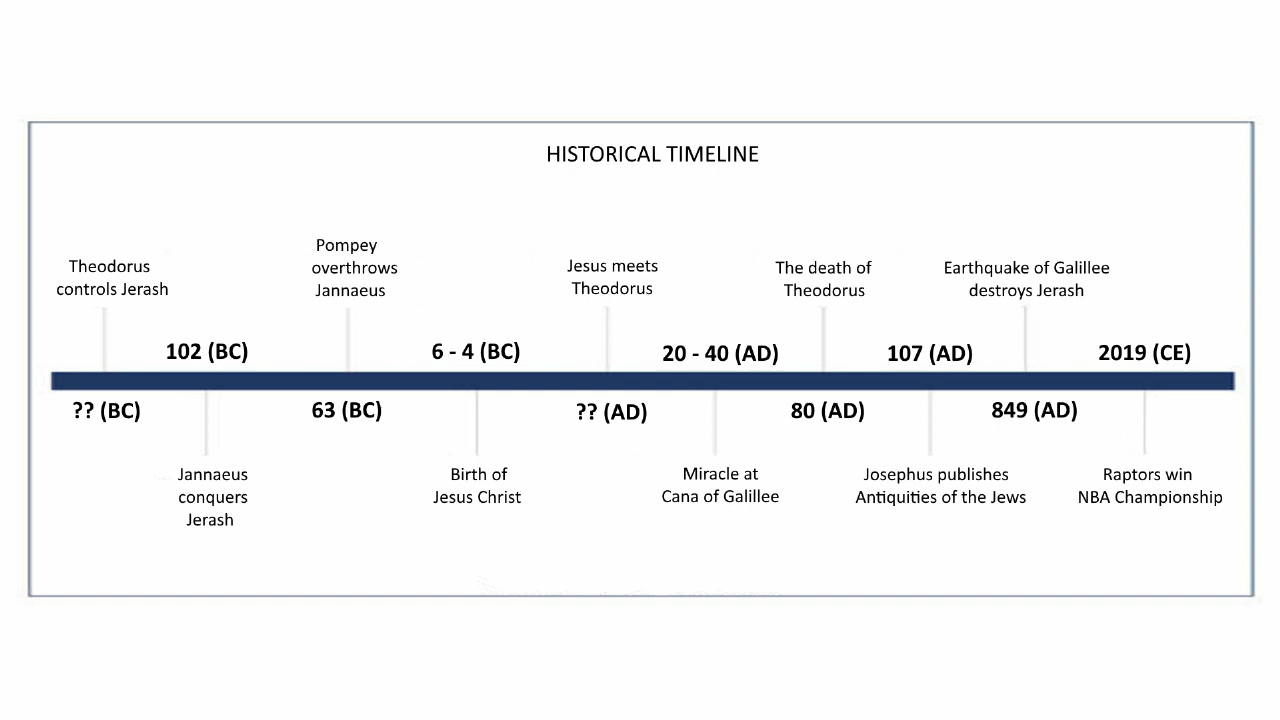 HISTORICAL TIMELINE
Theodorus
controls Jerash
Pompey
overthrows
Jannaeus
Jesus meets
Theodorus
The death of
Theodorus
Earthquake of Galillee
destroys Jerash
102 (BC)
6 - 4 (BC)
20 - 40 (AD)
107 (AD)
2019 (CE)
?? (BC)
63 (BC)
?? (AD)
80 (AD)
849 (AD)
Jannaeus
conquers
Jerash
Birth of
Jesus Christ
Miracle at
Cana of Galillee
Josephus publishes
Antiquities of the Jews
Raptors win
NBA Championship